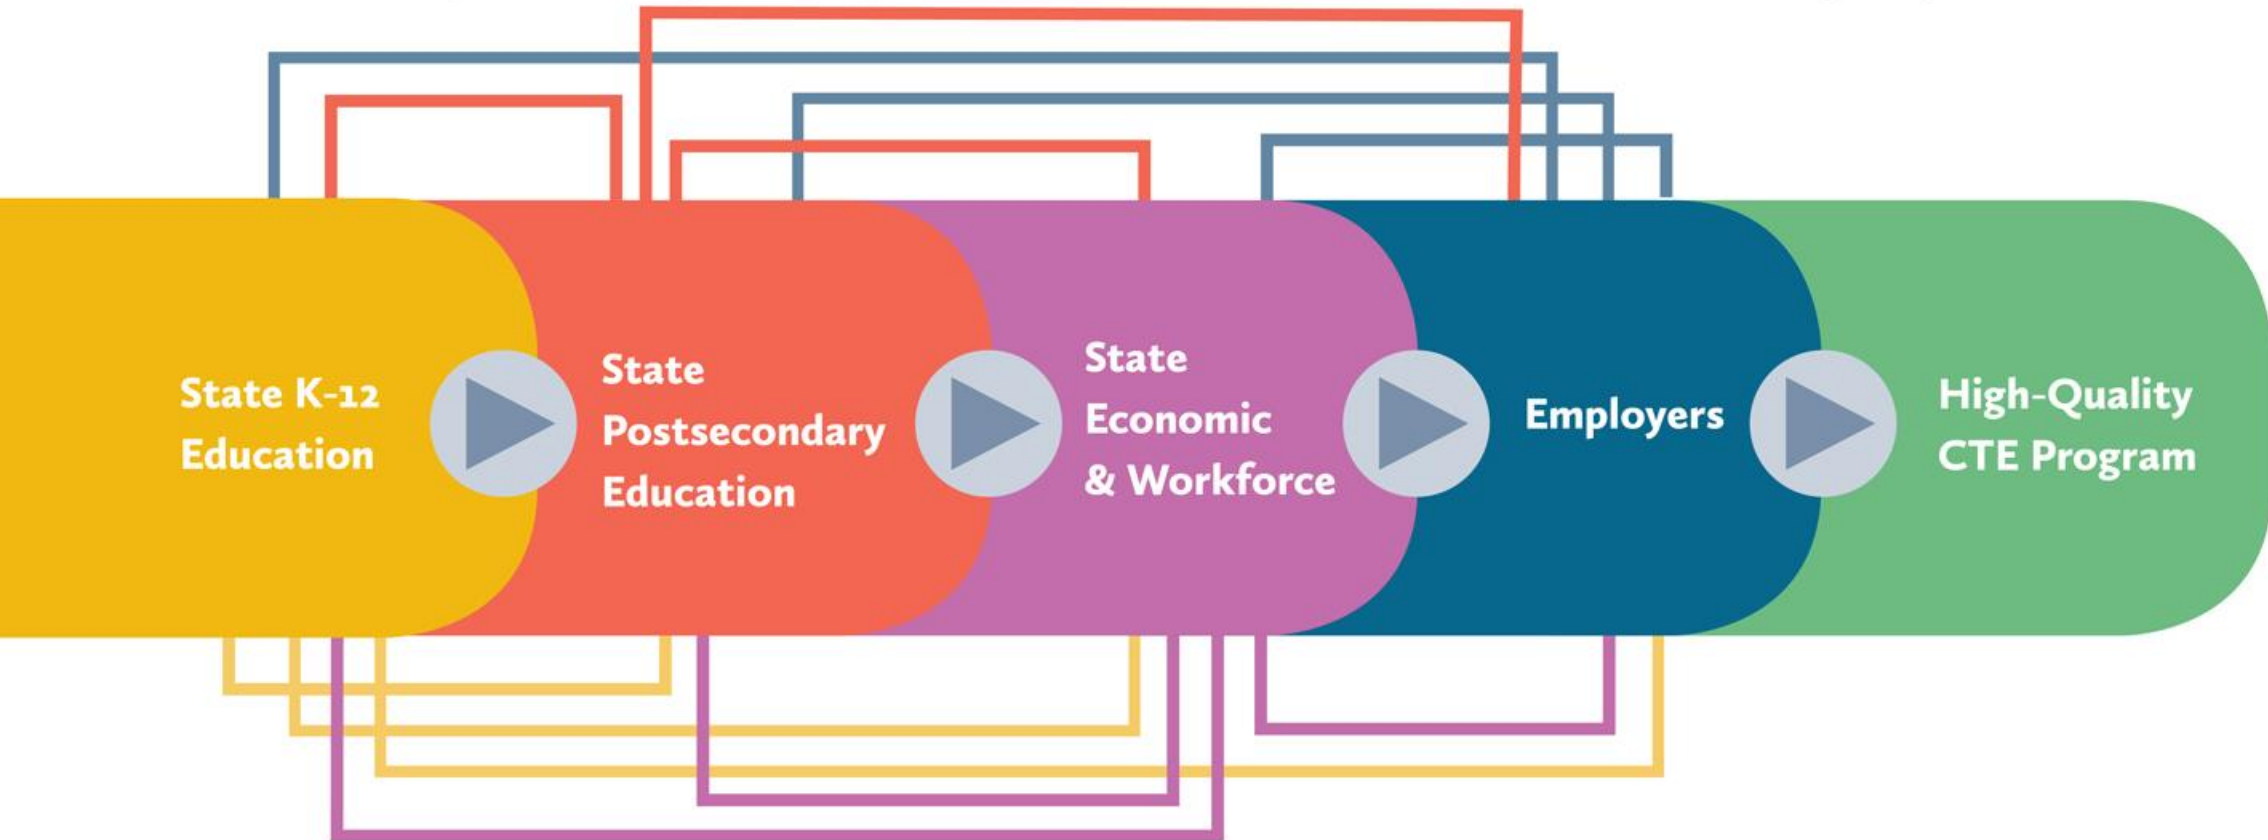 State K-12
Education
State
Postsecondary
Education
State
Economic
& Workforce
Employers
High-Quality
CTE Program